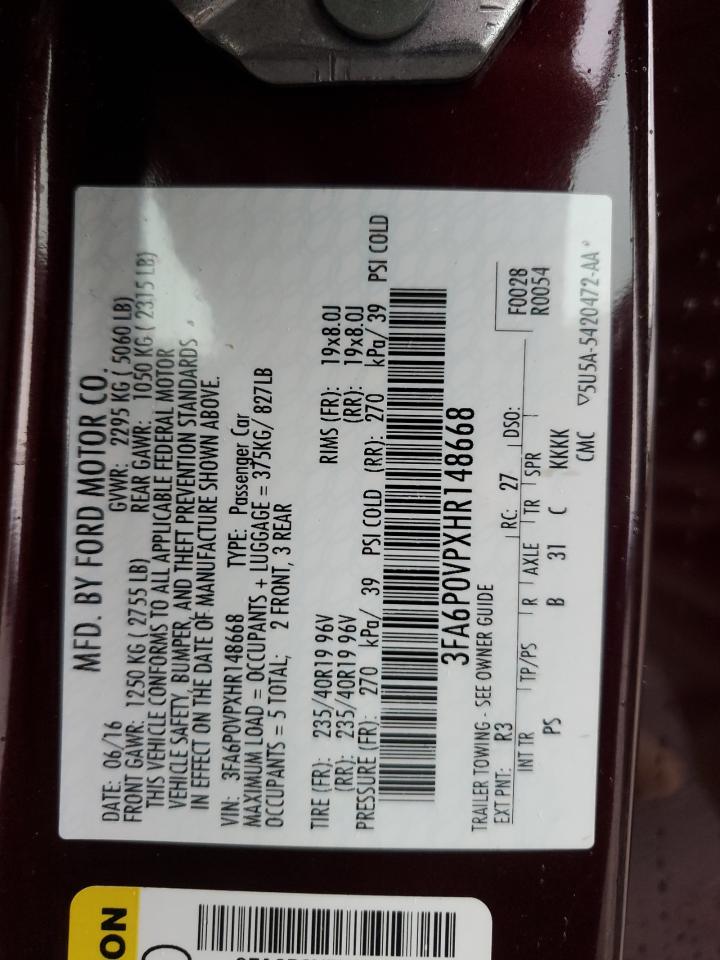 MFD. BY FORD MOTOR CO.
DATE: 06/16 GVWR: 2295 KG ( 5060 LB)
FRONT GAWR: 1250 KG ( 2755 LB) REAR GAWR: 1050 KG ( 2315 LB)
THIS VEHICLE CONFORMS TO ALL APPLICABLE FEDERAL MOTOR
VEHICLE SAFETY, BUMPER, AND THEFT PREVENTION STANDARDS
IN EFFECT ON THE DATE OF MANUFACTURE SHOWN ABOVE.
VIN: 3FA6P0VPXHR148668 TYPE: Passenger Car
MAXIMUM LOAD = OCCUPANTS + LUGGAGE = 375KG/ 827LB
OCCUPANTS = 5 TOTAL; 2 FRONT, 3 REAR
TIRE (FR): 235/40R19 96V RIMS (FR): 19x8.0J
(RR): 235/40R19 96V (RR): 19x8.0J
PRESSURE (FR): 270 kPa/ 39 PSI COLD (RR): 270 kPa/ 39 PSI COLD
3FA6P0VPXHR148668
TRAILER TOWING - SEE OWNER GUIDE
EXT PNT: R3 RC: 27 DSO: F0028
R0054
INT TR TP/PS R AXLE TR SPR
PS B 31 C KKKK
CMC ▽5U5A-5420472-AA
ON